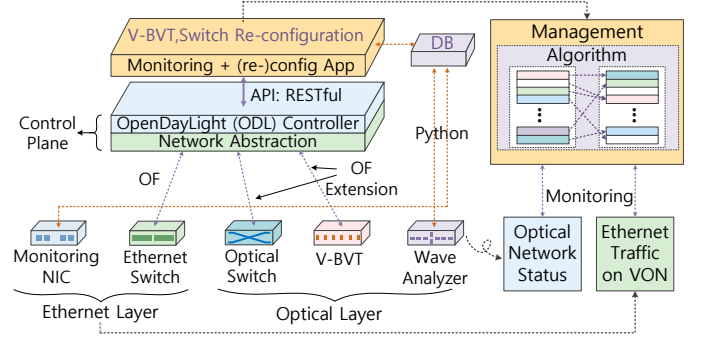 V-BVT,Switch Re-configuration
Monitoring + (re-)config App
DB
Management
Algorithm
API: RESTful
Control
Plane
OpenDayLight (ODL) Controller
Network Abstraction
Python
OF
OF
Extension
Monitoring
Monitoring
NIC
Ethernet
Switch
Optical
Switch
V-BVT
Wave
Analyzer
Optical
Network
Status
Ethernet
Traffic
on VON
Ethernet Layer
Optical Layer